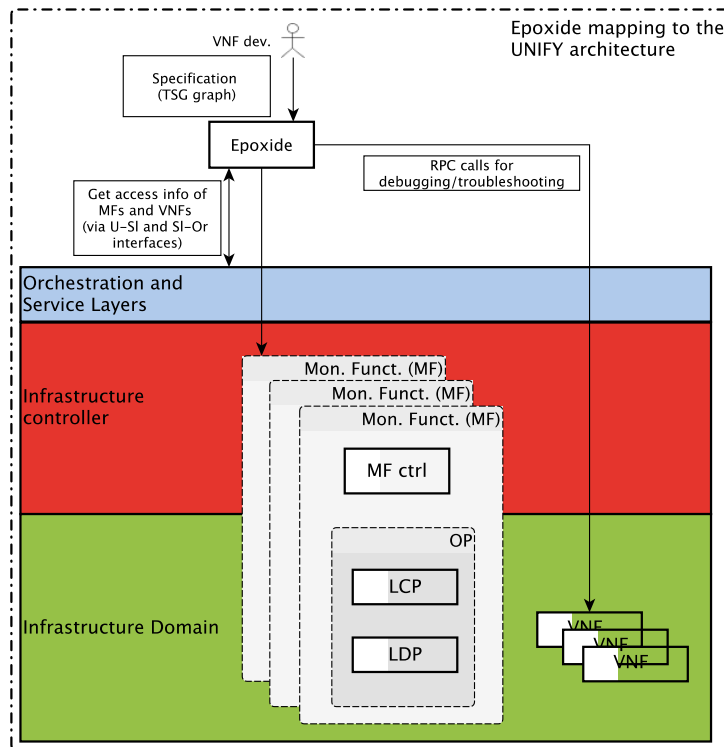 Epoxide mapping to the
UNIFY architecture
VNF dev.
Specification
(TSG graph)
Epoxide
RPC calls for
debugging/troubleshooting
Get access info of
MFs and VNFs
(via U-Sl and Sl-Or
interfaces)
Orchestration and
Service Layers
Mon. Funct. (MF)
Mon. Funct. (MF)
Mon. Funct. (MF)
Infrastructure
controller
MF ctrl
OP
LCP
LDP
Infrastructure Domain
VNF
VNF
VNF